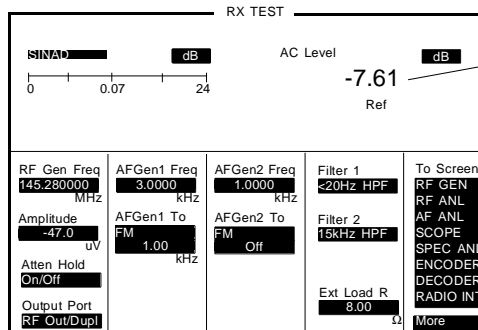 RX TEST
SINAD dB AC Level dB
-7.61
0 0.07 24
Ref
RF Gen Freq AFGen1 Freq AFGen2 Freq Filter 1 To Screen
145.280000 3.0000 1.0000 <20Hz HPF RF GEN
MHz kHz kHz RF ANL
Amplitude AFGen1 To AFGen2 To Filter 2 AF ANL
-47.0 FM FM 15kHz HPF SCOPE
uV 1.00 Off SPEC ANL
Atten Hold kHz ENCODER
On/Off Ext Load R DECODER
Output Port 8.00 RADIO INT
RF Out/Dupl Ω More